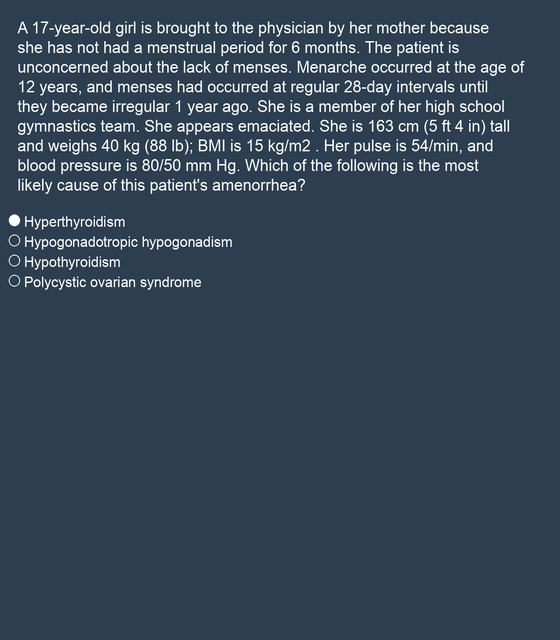 A 17-year-old girl is brought to the physician by her mother because
she has not had a menstrual period for 6 months. The patient is
unconcerned about the lack of menses. Menarche occurred at the age of
12 years, and menses had occurred at regular 28-day intervals until
they became irregular 1 year ago. She is a member of her high school
gymnastics team. She appears emaciated. She is 163 cm (5 ft 4 in) tall
and weighs 40 kg (88 lb); BMI is 15 kg/m2 . Her pulse is 54/min, and
blood pressure is 80/50 mm Hg. Which of the following is the most
likely cause of this patient's amenorrhea?
Hyperthyroidism
Hypogonadotropic hypogonadism
Hypothyroidism
Polycystic ovarian syndrome